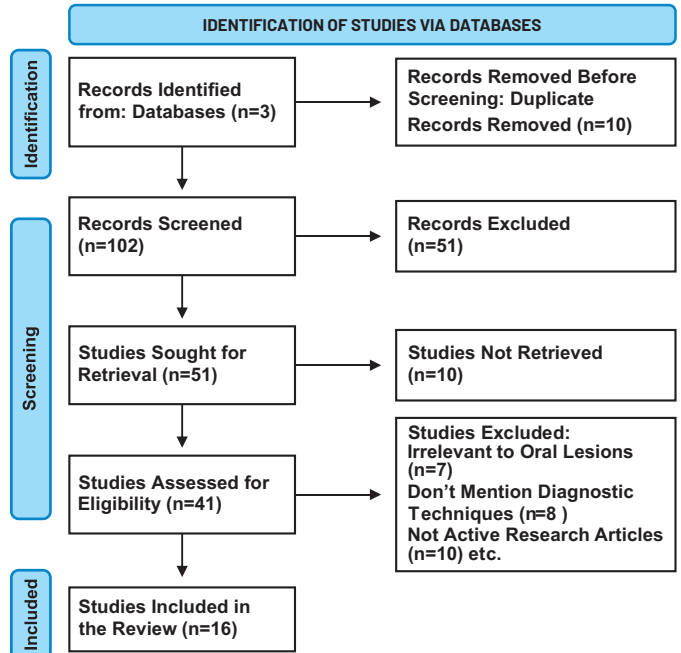 IDENTIFICATION OF STUDIES VIA DATABASES
Identification
Records Identified
from: Databases (n=3)
Records Removed Before
Screening: Duplicate
Records Removed (n=10)
Screening
Records Screened
(n=102)
Records Excluded
(n=51)
Studies Sought for
Retrieval (n=51)
Studies Not Retrieved
(n=10)
Studies Assessed for
Eligibility (n=41)
Studies Excluded:
Irrelevant to Oral Lesions
(n=7)
Don't Mention Diagnostic
Techniques (n=8 )
Not Active Research Articles
(n=10) etc.
Included
Studies Included in
the Review (n=16)